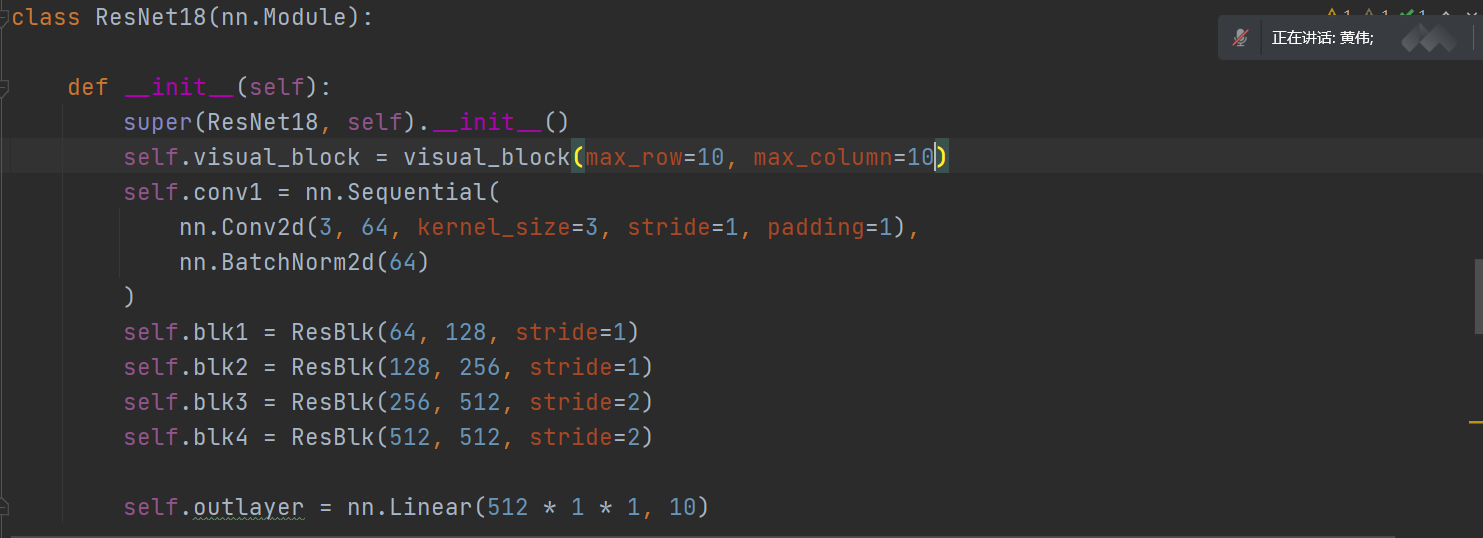 class ResNet18(nn.Module):
正在讲话: 黄伟;
def __init__(self):
super(ResNet18, self).__init__()
self.visual_block = visual_block(max_row=10, max_column=10)
self.conv1 = nn.Sequential(
nn.Conv2d(3, 64, kernel_size=3, stride=1, padding=1),
nn.BatchNorm2d(64)
)
self.blk1 = ResBlk(64, 128, stride=1)
self.blk2 = ResBlk(128, 256, stride=1)
self.blk3 = ResBlk(256, 512, stride=2)
self.blk4 = ResBlk(512, 512, stride=2)
self.outlayer = nn.Linear(512 * 1 * 1, 10)